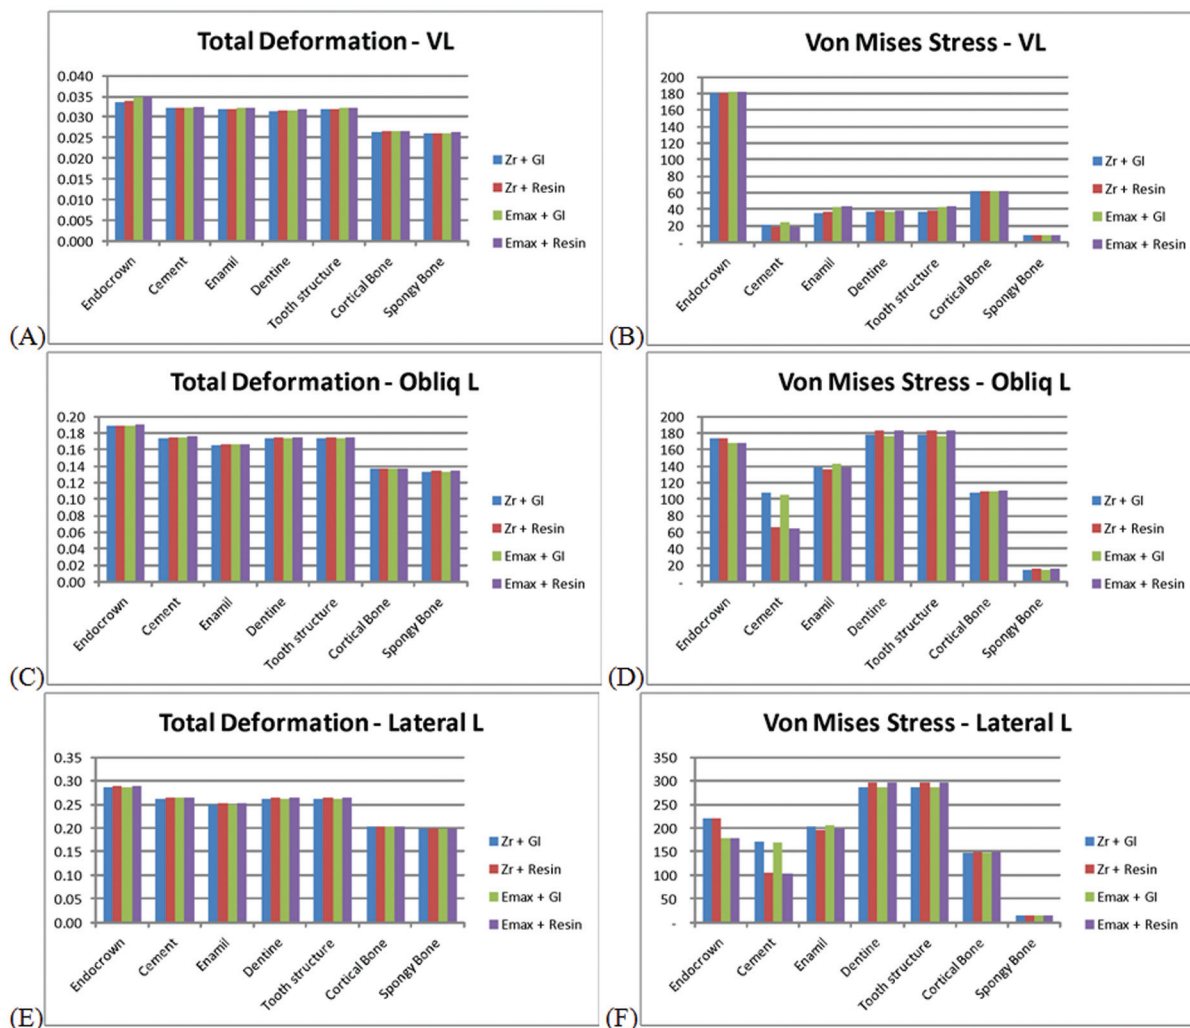 Total Deformation - VL
0.040
0.035
0.030
0.025
0.020
0.015
0.010
0.005
0.000
Endocrown
Cement
Enamil
Dentine
Tooth structure
Cortical Bone
Spongy Bone
Zr + GI
Zr + Resin
Emax + GI
Emax + Resin
(A)
Von Mises Stress - VL
200
180
160
140
120
100
80
60
40
20
-
Endocrown
Cement
Enamil
Dentine
Tooth structure
Cortical Bone
Spongy Bone
Zr + GI
Zr + Resin
Emax + GI
Emax + Resin
(B)
Total Deformation - Obliq L
0.20
0.18
0.16
0.14
0.12
0.10
0.08
0.06
0.04
0.02
0.00
Endocrown
Cement
Enamil
Dentine
Tooth structure
Cortical Bone
Spongy Bone
Zr + GI
Zr + Resin
Emax + GI
Emax + Resin
(C)
Von Mises Stress - Obliq L
200
180
160
140
120
100
80
60
40
20
-
Endocrown
Cement
Enamil
Dentine
Tooth structure
Cortical Bone
Spongy Bone
Zr + GI
Zr + Resin
Emax + GI
Emax + Resin
(D)
Total Deformation - Lateral L
0.35
0.30
0.25
0.20
0.15
0.10
0.05
0.00
Endocrown
Cement
Enamil
Dentine
Tooth structure
Cortical Bone
Spongy Bone
Zr + GI
Zr + Resin
Emax + GI
Emax + Resin
(E)
Von Mises Stress - Lateral L
350
300
250
200
150
100
50
-
Endocrown
Cement
Enamil
Dentine
Tooth structure
Cortical Bone
Spongy Bone
Zr + GI
Zr + Resin
Emax + GI
Emax + Resin
(F)